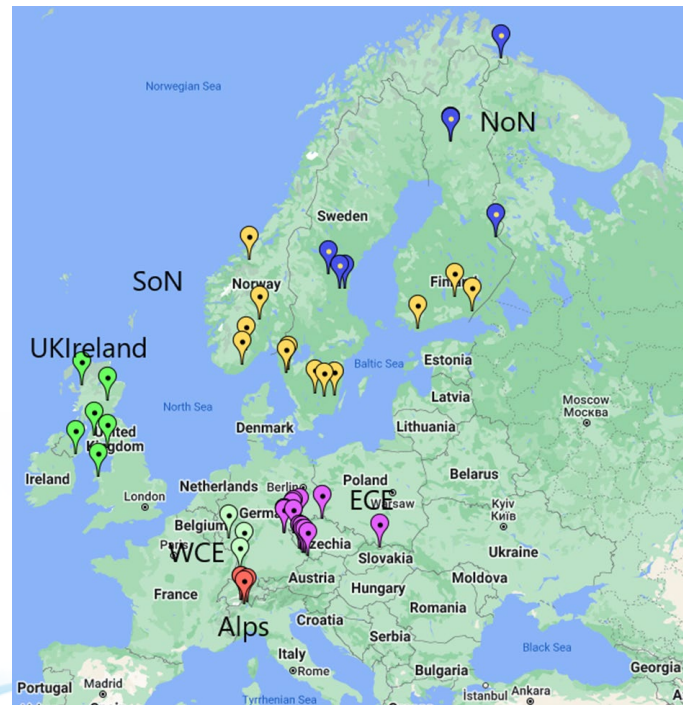 Norwegian Sea
NoN
Sweden
SoN
Norway
Finland
UKIreland
Baltic Sea
Estonia
Latvia
Moscow
Москва
North Sea
Denmark
Lithuania
United
Kingdom
Ireland
Belarus
Netherlands
Berlin
Poland
London
ECE
Warsaw
Belgium
Germa
Kyiv
Київ
Paris
WCE
Czechia
Slovakia
Ukraine
Austria
Hungary
Moldova
France
Romania
Alps
Croatia
Serbia
Italy
Rome
Black Sea
Bulgaria
Georgia
Portugal
Madrid
İstanbul
Ankara
Tyrrhenian Sea